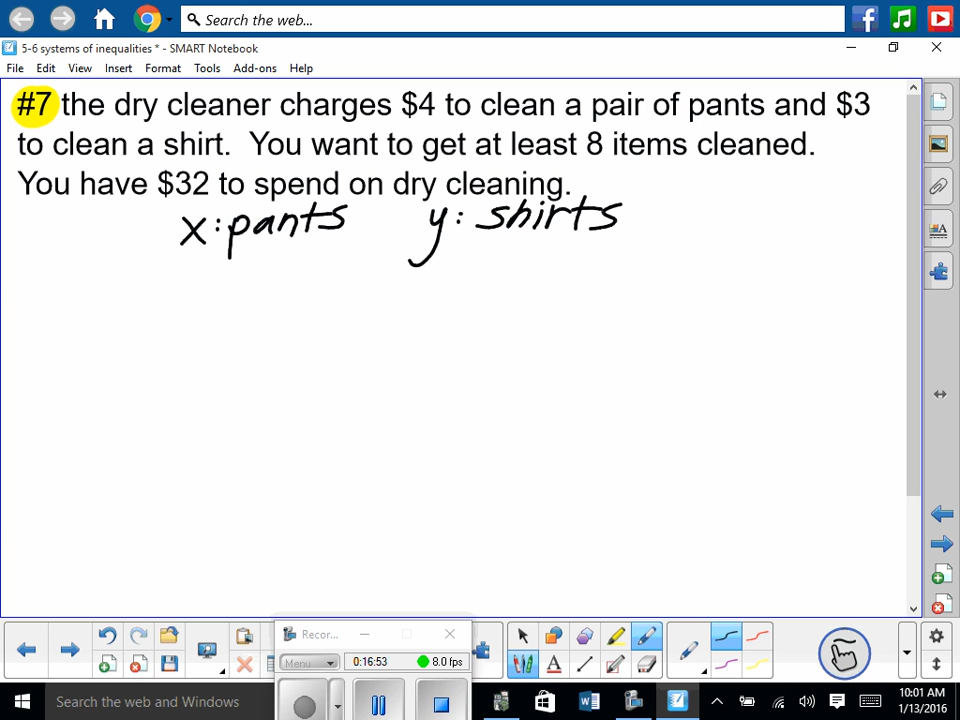 Search the web...
5-6 systems of inequalities * - SMART Notebook
File Edit View Insert Format Tools Add-ons Help
#7 the dry cleaner charges $4 to clean a pair of pants and $3
to clean a shirt. You want to get at least 8 items cleaned.
You have $32 to spend on dry cleaning.
x: pants y: shirts
Recor...
Menu 0:16:53 8.0 fps
Search the web and Windows
10:01 AM
1/13/2016